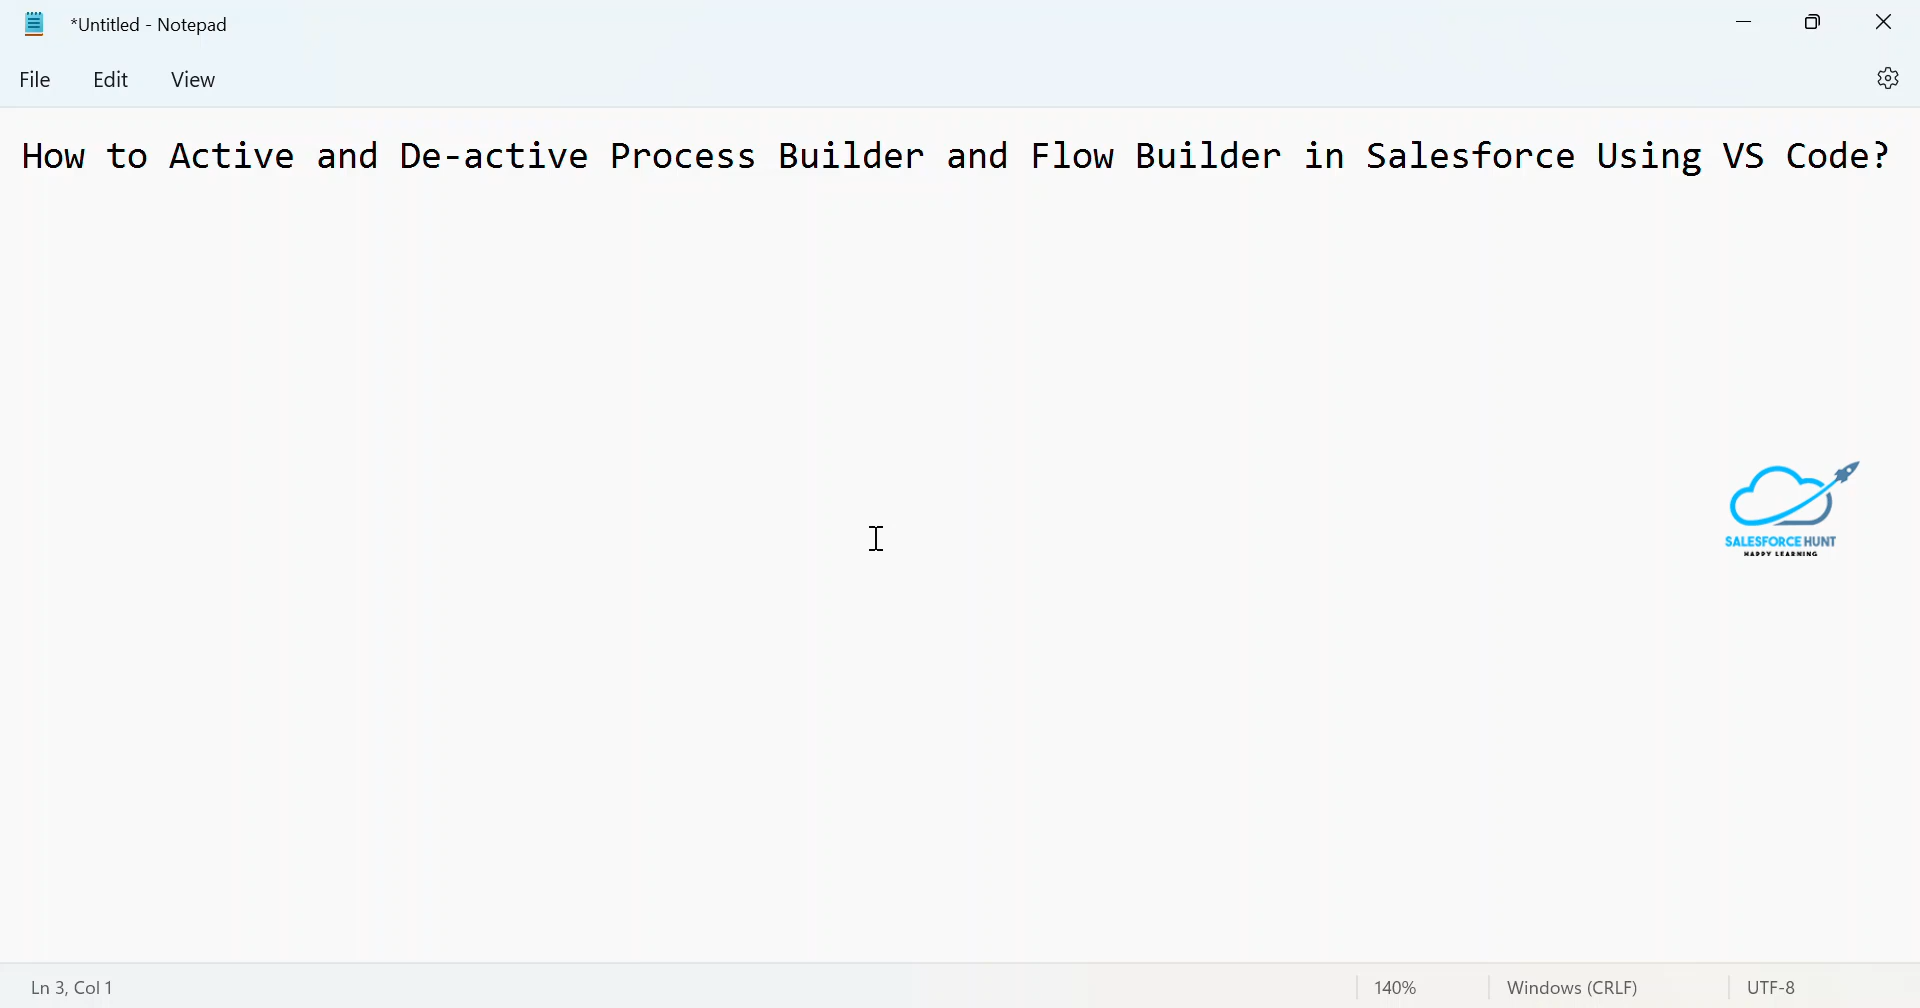 *Untitled - Notepad
File Edit View
How to Active and De-active Process Builder and Flow Builder in Salesforce Using VS Code?
SALESFORCE HUNT
HAPPY LEARNING
Ln 3, Col 1 140% Windows (CRLF) UTF-8